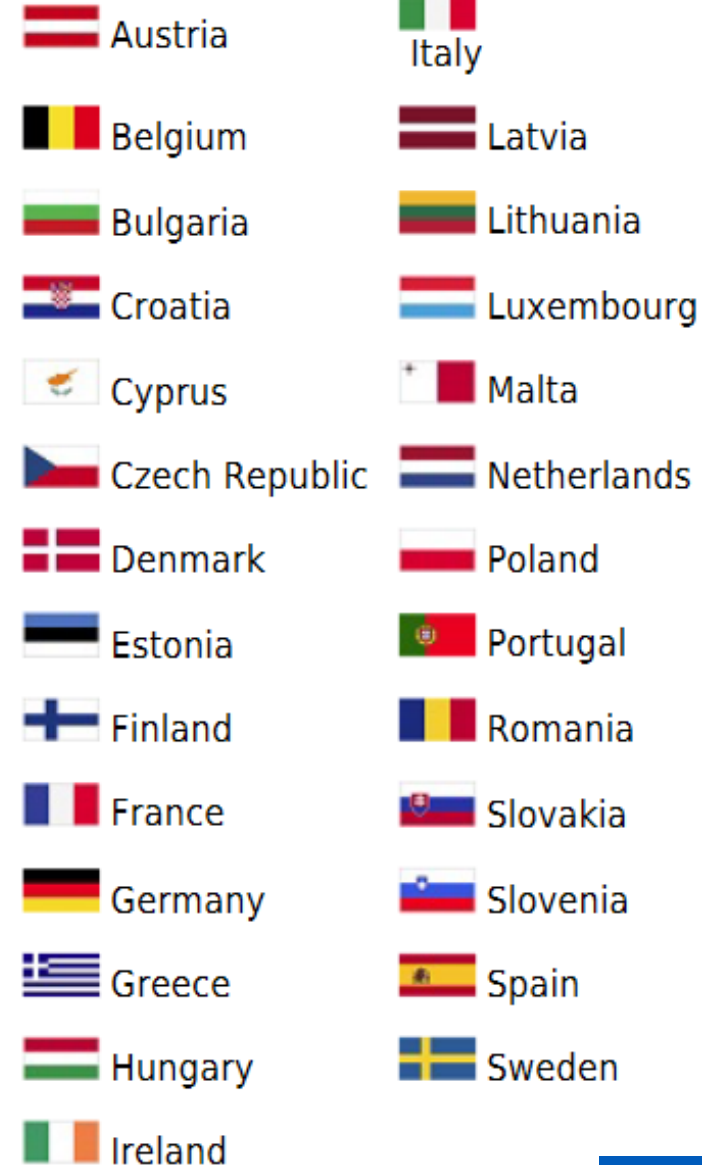 Austria
Belgium
Bulgaria
Croatia
Cyprus
Czech Republic
Denmark
Estonia
Finland
France
Germany
Greece
Hungary
Ireland
Italy
Latvia
Lithuania
Luxembourg
Malta
Netherlands
Poland
Portugal
Romania
Slovakia
Slovenia
Spain
Sweden